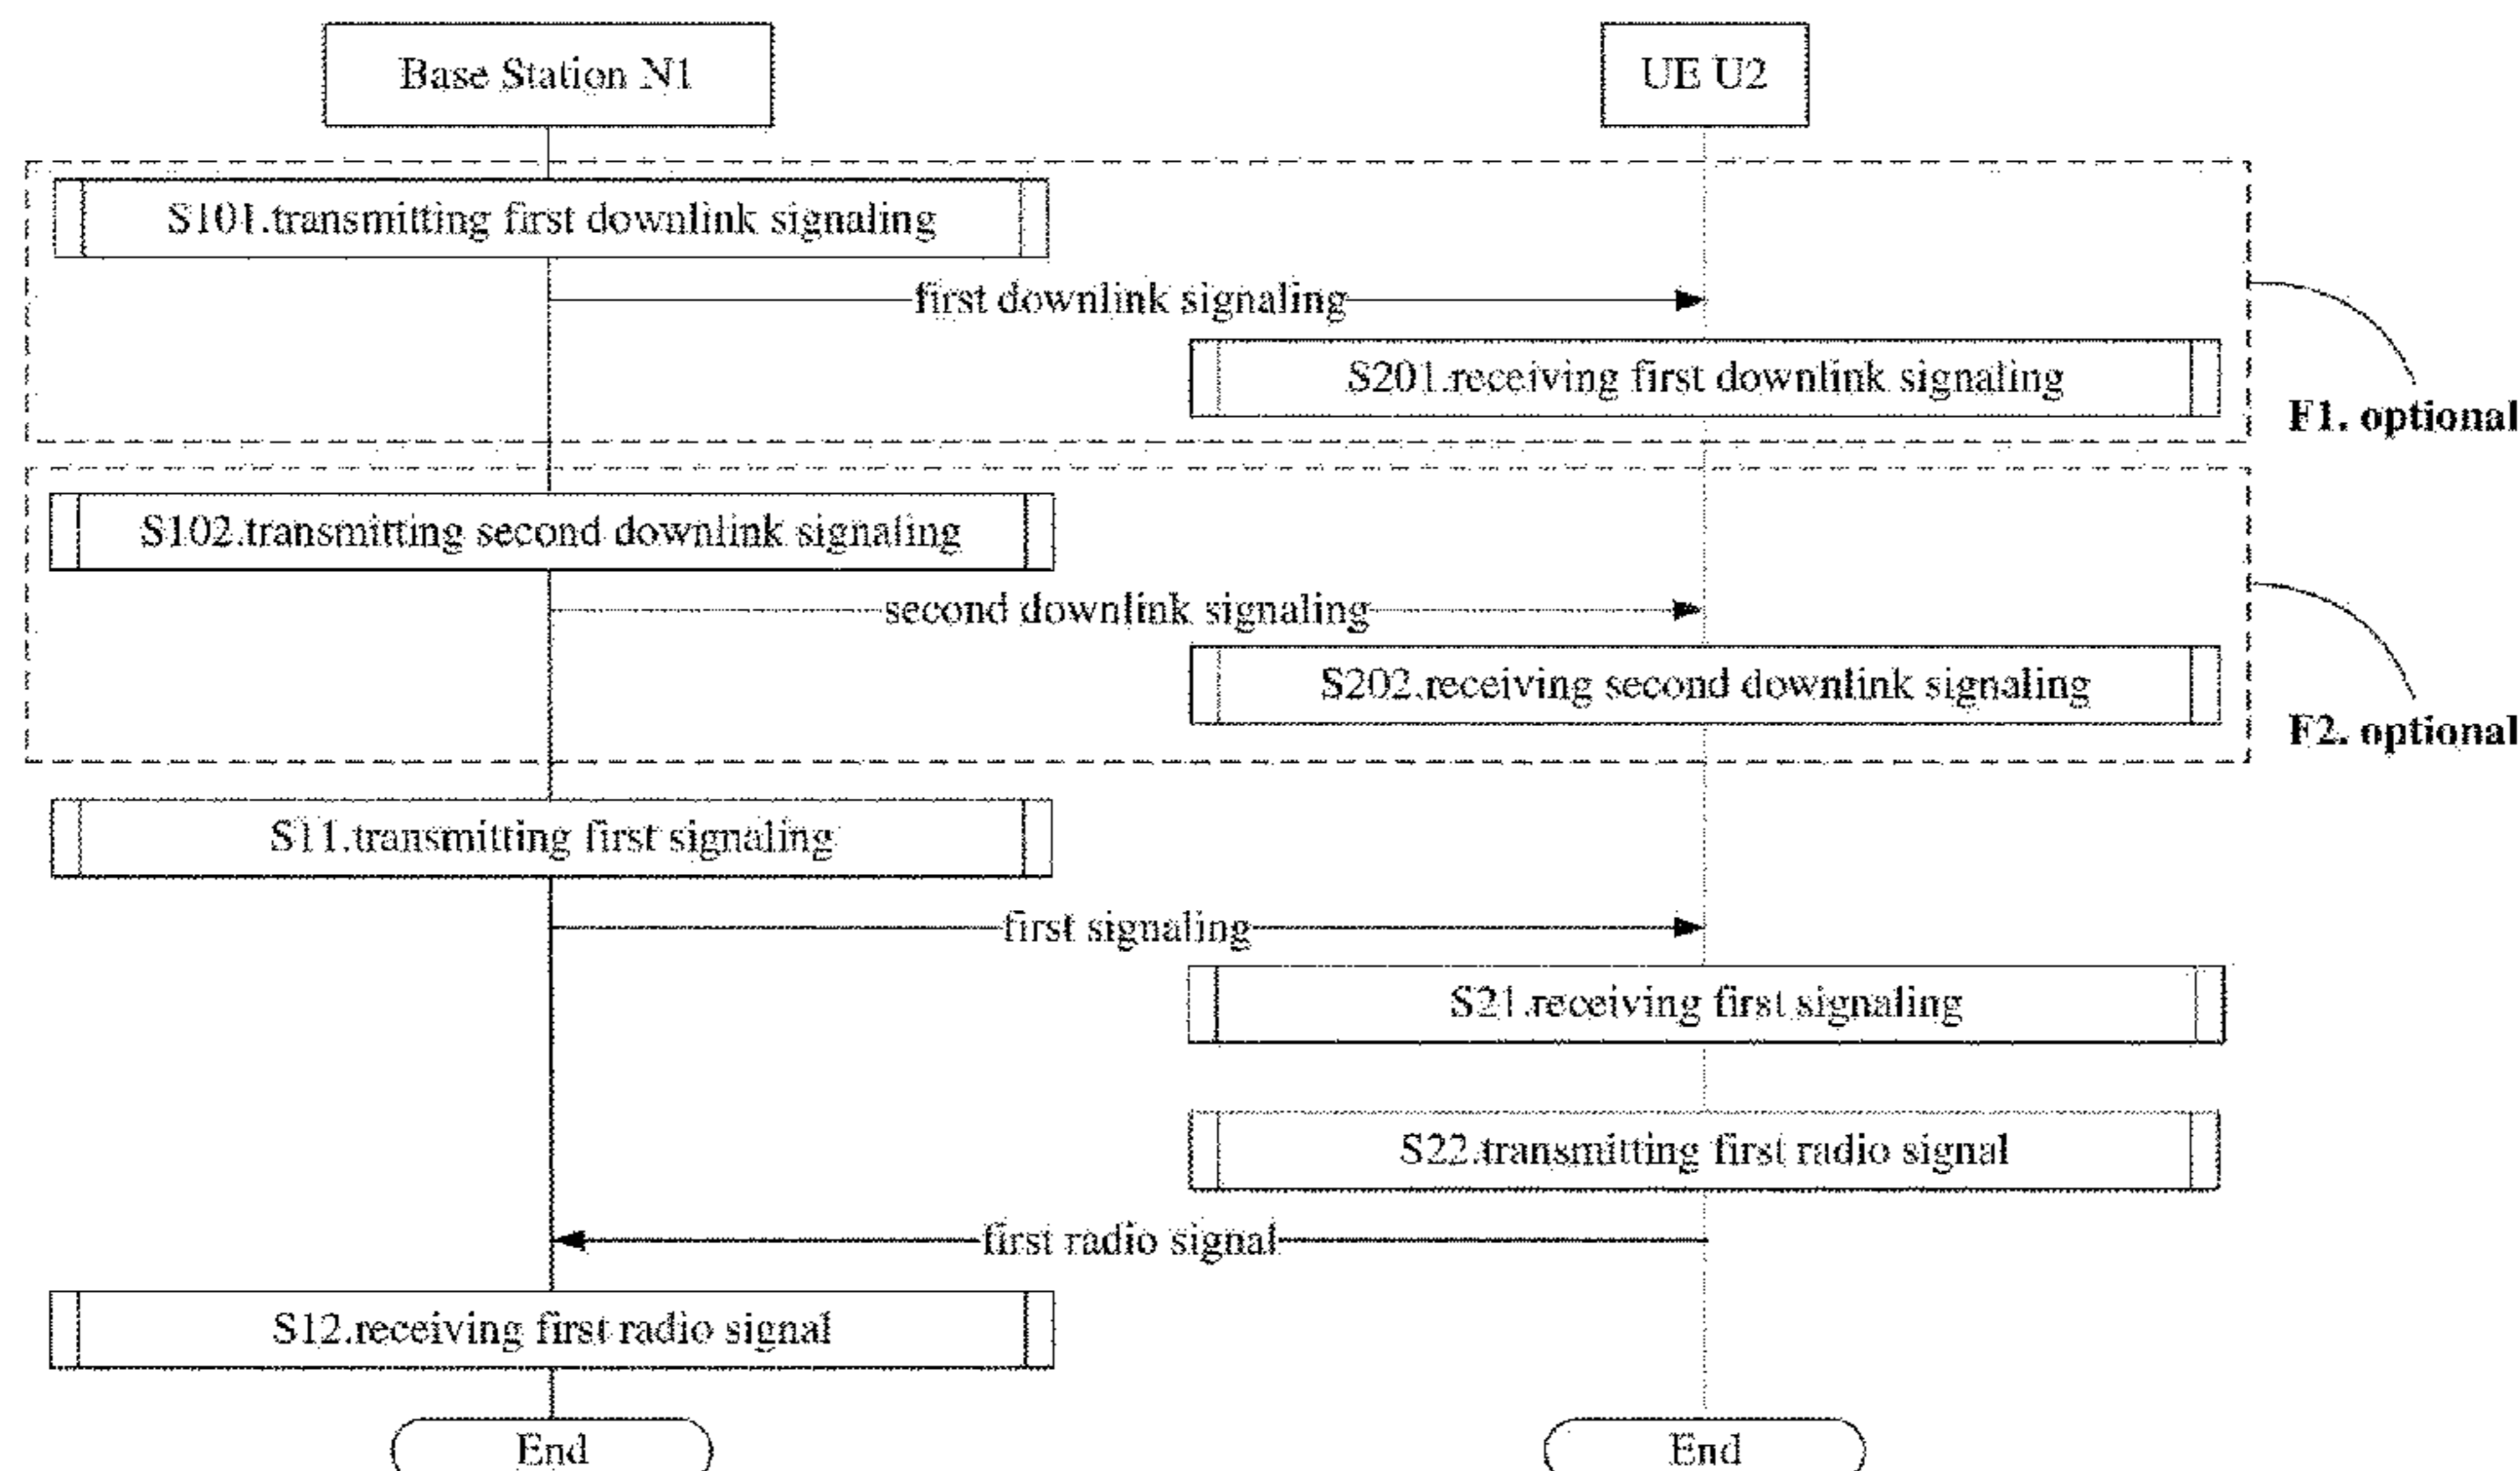 Base Station N1
UE U2
S101.transmitting first downlink signaling
first downlink signaling
S201.receiving first downlink signaling
F1. optional
S102.transmitting second downlink signaling
second downlink signaling
S202.receiving second downlink signaling
F2. optional
S11.transmitting first signaling
first signaling
S21.receiving first signaling
S22.transmitting first radio signal
first radio signal
S12.receiving first radio signal
End
End